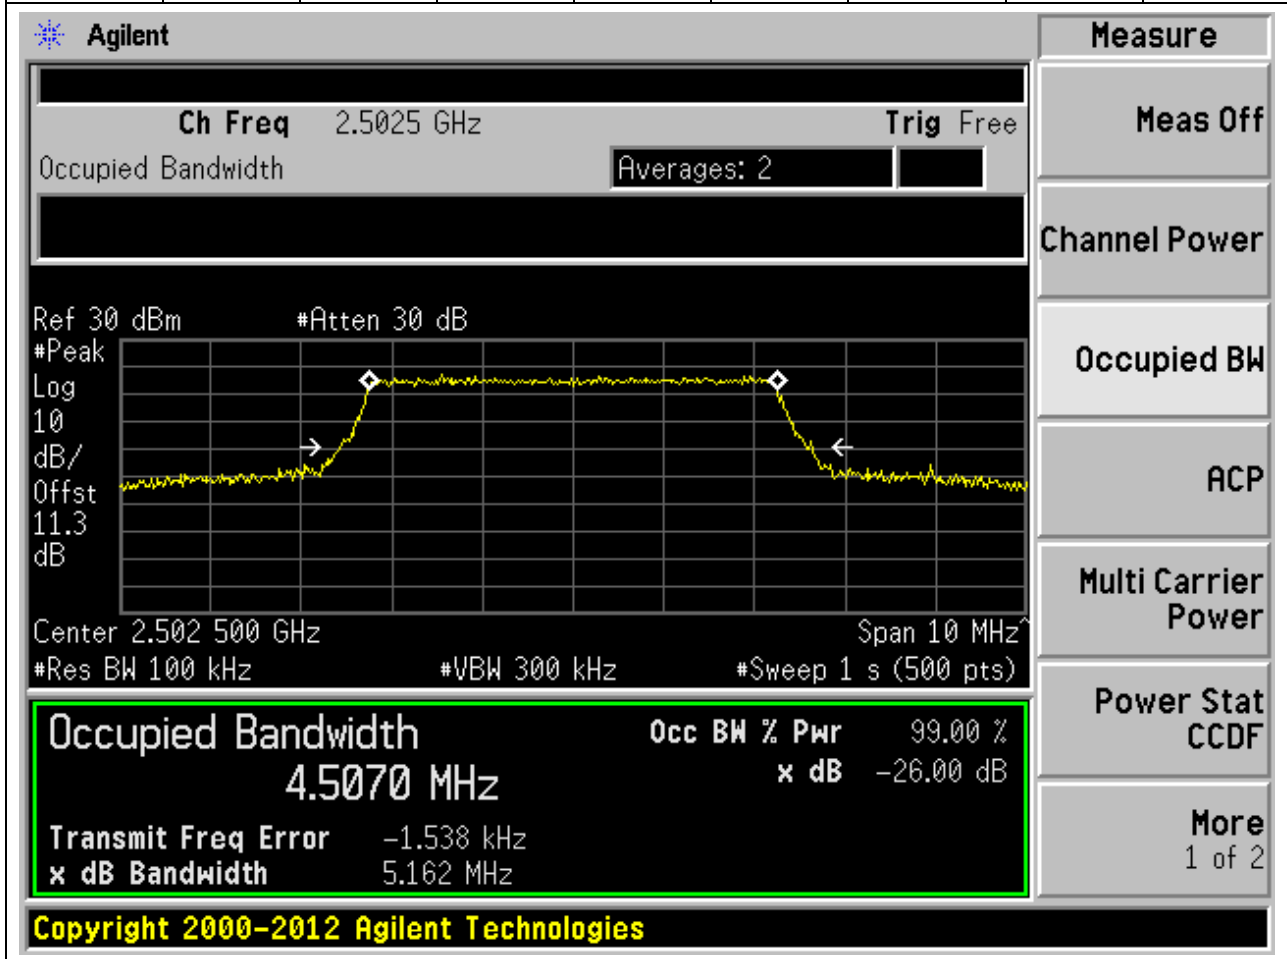 Agilent
Measure
Ch Freq 2.5025 GHz Trig Free
Occupied Bandwidth Averages: 2
Meas Off
Channel Power
Occupied BW
ACP
Multi Carrier
Power
Power Stat
CCDF
More
1 of 2
Ref 30 dBm #Atten 30 dB
#Peak
Log
10
dB/
Offst
11.3
dB
Center 2.502 500 GHz Span 10 MHz^
#Res BW 100 kHz #VBW 300 kHz #Sweep 1 s (500 pts)
Occupied Bandwidth Occ BW % Pwr 99.00 %
4.5070 MHz x dB -26.00 dB
Transmit Freq Error -1.538 kHz
x dB Bandwidth 5.162 MHz
Copyright 2000-2012 Agilent Technologies